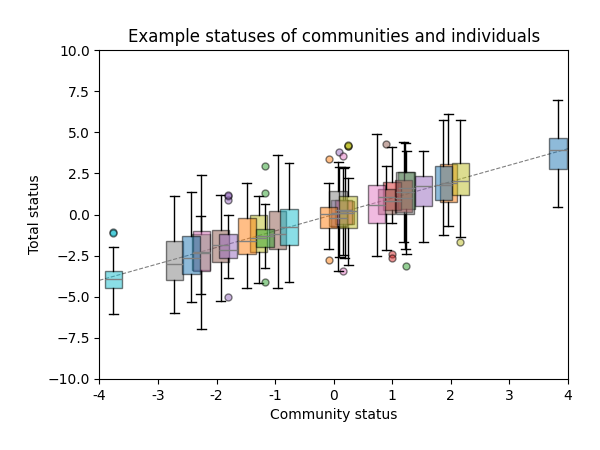 Example statuses of communities and individuals
10.0
7.5
5.0
2.5
0.0
−2.5
−5.0
−7.5
−10.0
Total status
-4 -3 -2 -1 0 1 2 3 4
Community status